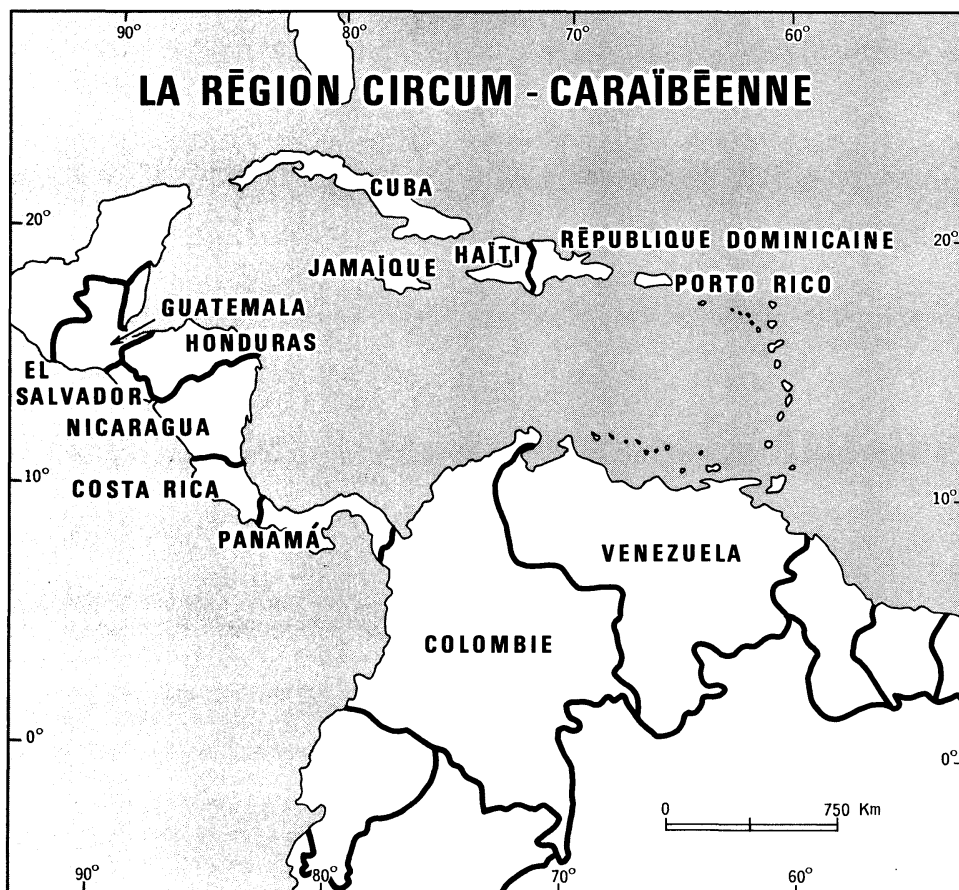 90° 80° 70° 60°
LA RĒGION CIRCUM - CARAÏBĒENNE
CUBA
20° 20°
RĒPUBLIQUE DOMINICAINE
HAÏTI
JAMAÏQUE
PORTO RICO
GUATEMALA
HONDURAS
EL
SALVADOR
NICARAGUA
10° 10°
COSTA RICA
PANAMÁ
VENEZUELA
COLOMBIE
0° 0°
0 750 Km
90° 80° 70° 60°